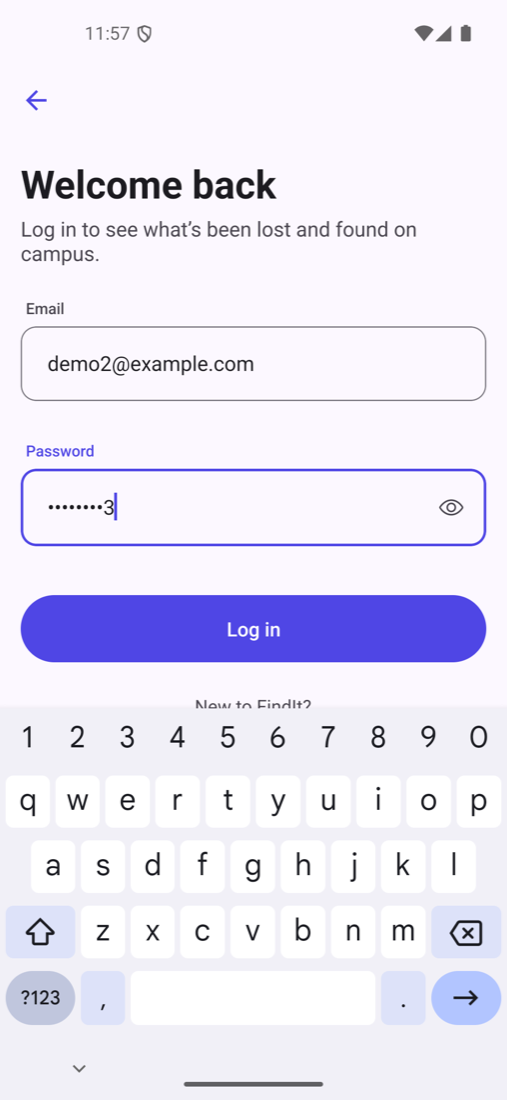 11:57
Welcome back
Log in to see what’s been lost and found on
campus.
Email
demo2@example.com
Password
••••••••3
Log in
New to FindIt?
1 2 3 4 5 6 7 8 9 0
q w e r t y u i o p
a s d f g h j k l
z x c v b n m
?123 , .